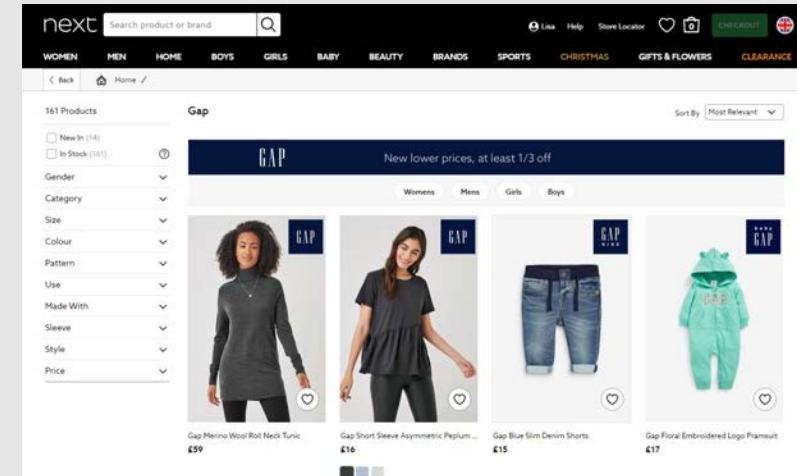 next
Search product or brand
Lisa Help Store Locator 0 CHECKOUT
WOMEN MEN HOME BOYS GIRLS BABY BEAUTY BRANDS SPORTS CHRISTMAS GIFTS & FLOWERS CLEARANCE
< Back Home /
161 Products
Gap
Sort By Most Relevant
New In (14)
In Stock (161)
Gender
Category
Size
Colour
Pattern
Use
Made With
Sleeve
Style
Price
GAP New lower prices, at least 1/3 off
Womens Mens Girls Boys
GAP
GAP
GAP
KIDS
baby
GAP
GAP
Gap Merino Wool Roll Neck Tunic
£59
Gap Short Sleeve Asymmetric Peplum ...
£16
Gap Blue Slim Denim Shorts
£15
Gap Floral Embroidered Logo Pramsuit
£17